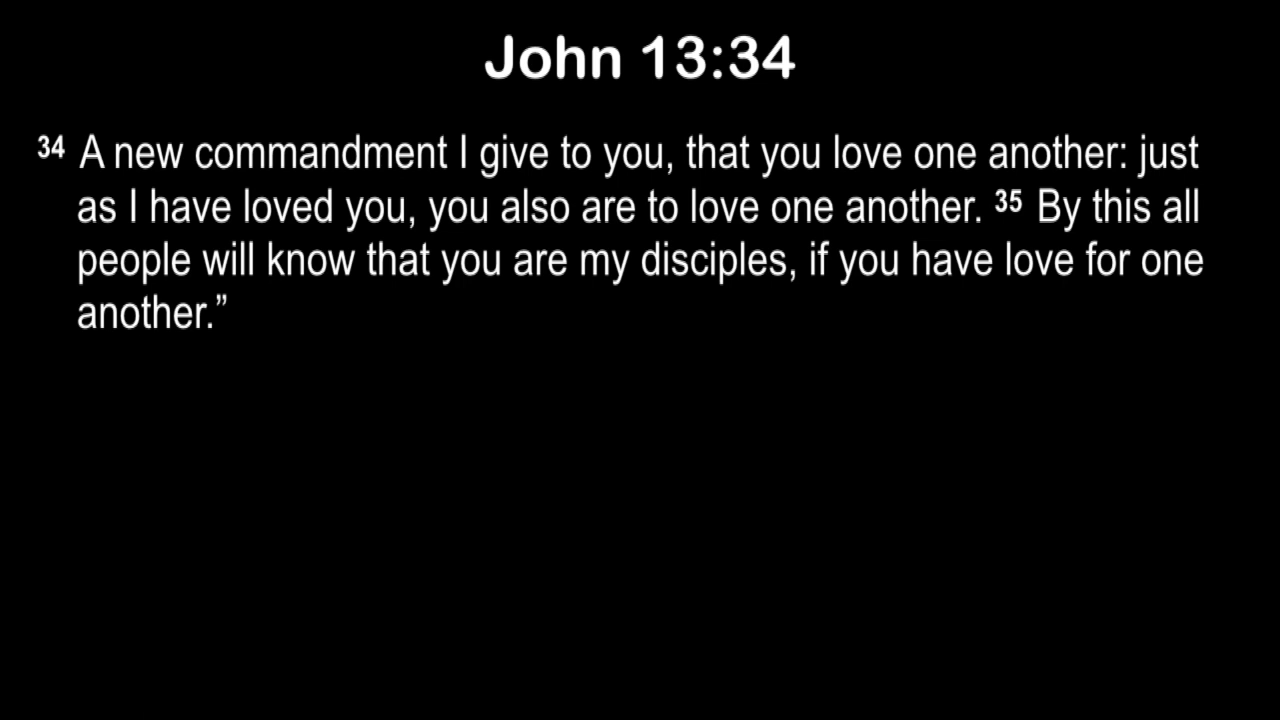 John 13:34
34 A new commandment I give to you, that you love one another: just
as I have loved you, you also are to love one another. 35 By this all
people will know that you are my disciples, if you have love for one
another.”